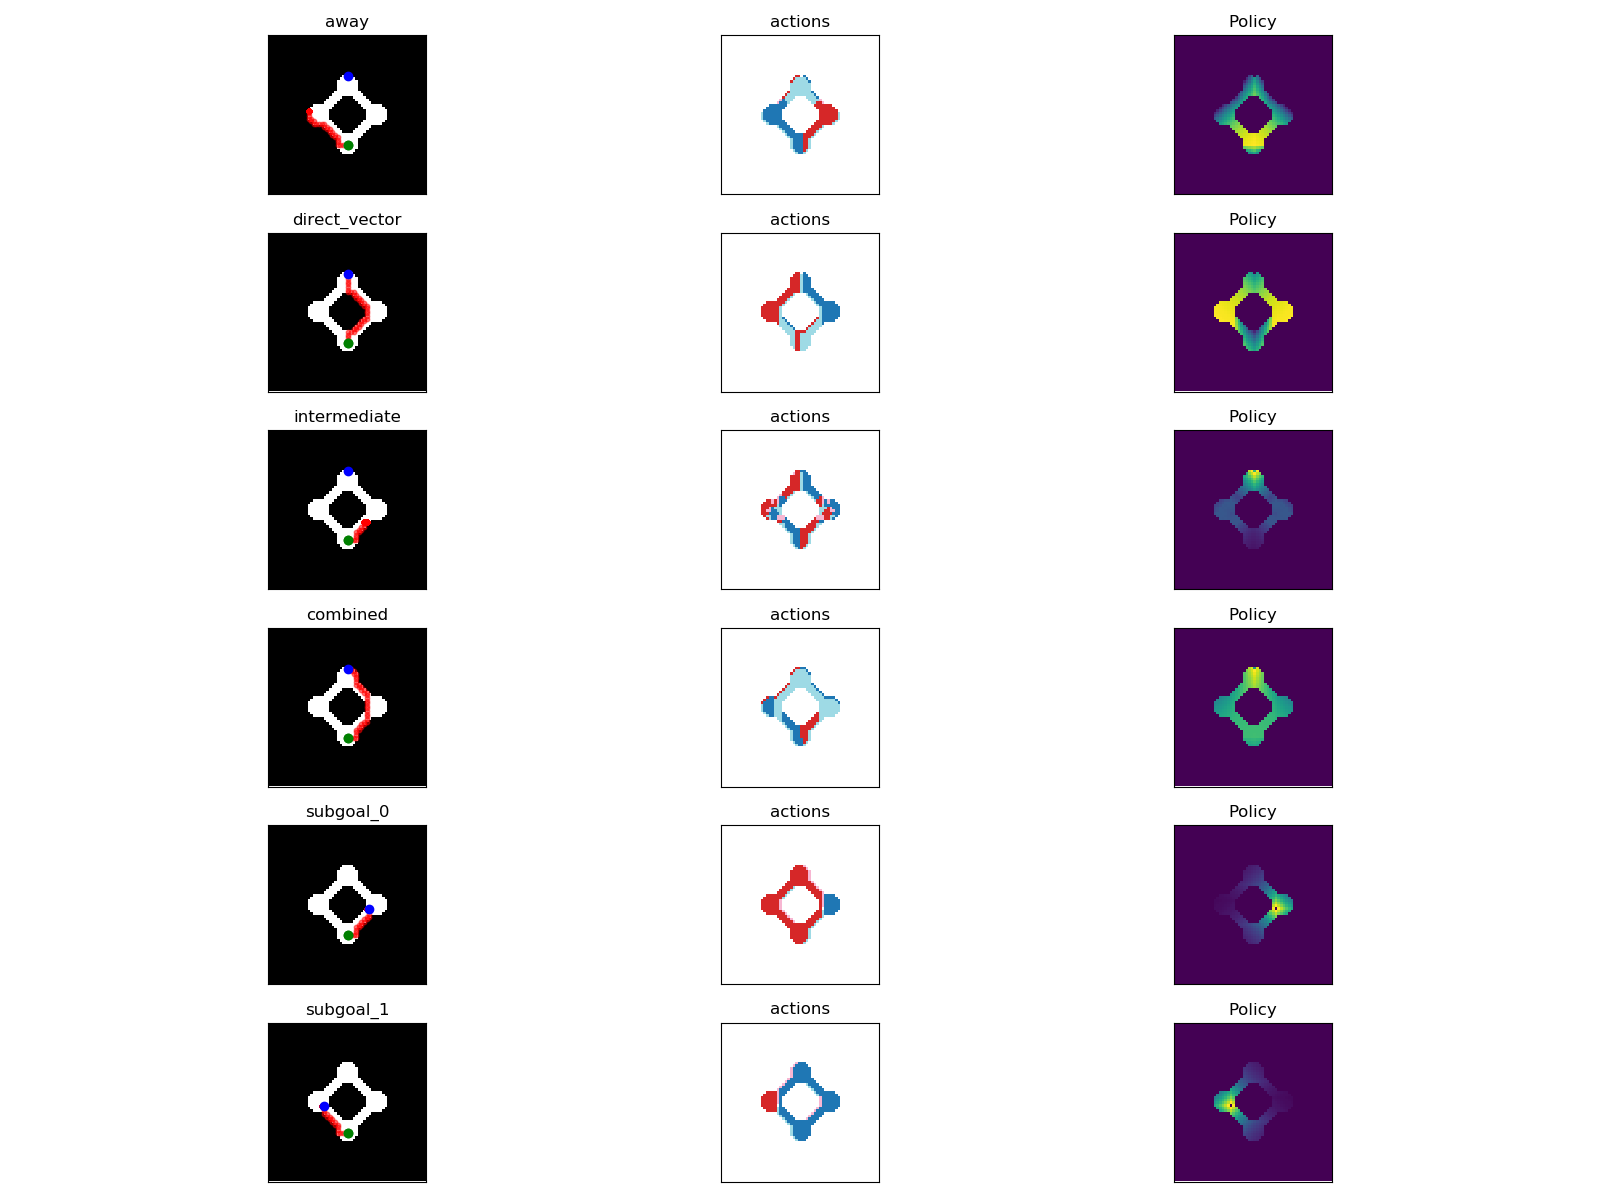 away actions Policy
direct_vector actions Policy
intermediate actions Policy
combined actions Policy
subgoal_0 actions Policy
subgoal_1 actions Policy